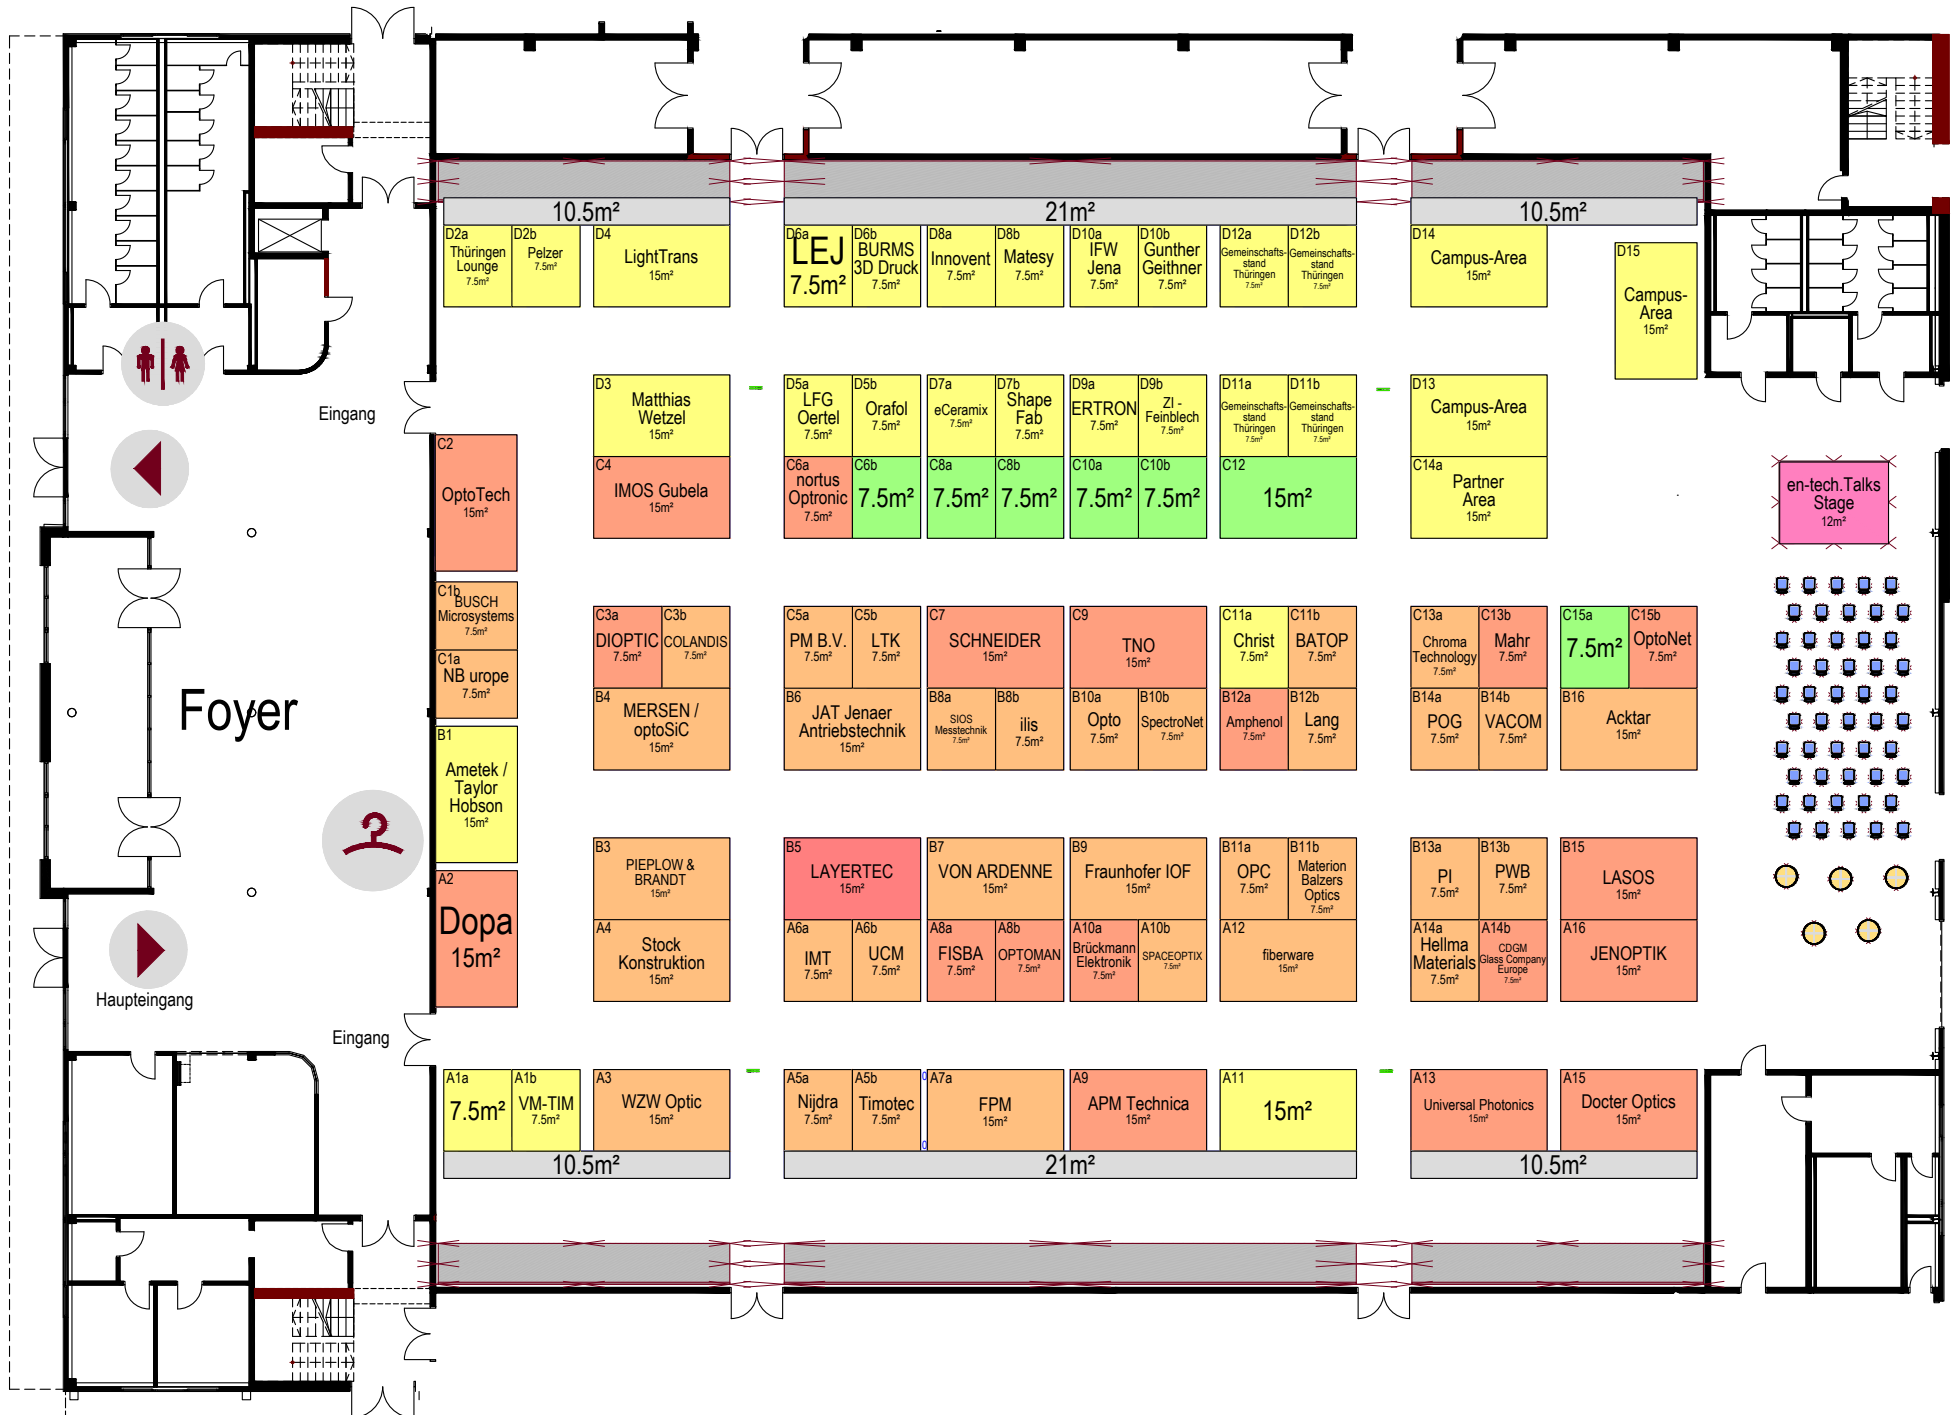 10.5m²
21m²
10.5m²
D2a
Thüringen
Lounge
7.5m²
D2b
Pelzer
7.5m²
D4
LightTrans
15m²
D6a
LEJ
7.5m²
D6b
BURMS
3D Druck
7.5m²
D8a
Innovent
7.5m²
D8b
Matesy
7.5m²
D10a
IFW
Jena
7.5m²
D10b
Gunther
Geithner
7.5m²
D12a
Gemeinschafts-
stand
Thüringen
7.5m²
D12b
Gemeinschafts-
stand
Thüringen
7.5m²
D14
Campus-Area
15m²
D15
Campus-
Area
15m²
Eingang
D3
Matthias
Wetzel
15m²
D5a
LFG
Oertel
7.5m²
D5b
Orafol
7.5m²
D7a
eCeramix
7.5m²
D7b
Shape
Fab
7.5m²
D9a
ERTRON
7.5m²
D9b
ZI -
Feinblech
7.5m²
D11a
Gemeinschafts-
stand
Thüringen
7.5m²
D11b
Gemeinschafts-
stand
Thüringen
7.5m²
D13
Campus-Area
15m²
C2
OptoTech
15m²
C4
IMOS Gubela
15m²
C6a
nortus
Optronic
7.5m²
C6b
7.5m²
C8a
7.5m²
C8b
7.5m²
C10a
7.5m²
C10b
7.5m²
C12
15m²
C14a
Partner
Area
15m²
en-tech.Talks
Stage
12m²
C1b
BUSCH
Microsystems
7.5m²
C1a
NB urope
7.5m²
C3a
DIOPTIC
7.5m²
C3b
COLANDIS
7.5m²
C5a
PM B.V.
7.5m²
C5b
LTK
7.5m²
C7
SCHNEIDER
15m²
C9
TNO
15m²
C11a
Christ
7.5m²
C11b
BATOP
7.5m²
C13a
Chroma
Technology
7.5m²
C13b
Mahr
7.5m²
C15a
7.5m²
C15b
OptoNet
7.5m²
Foyer
B4
MERSEN /
optoSiC
15m²
B6
JAT Jenaer
Antriebstechnik
15m²
B8a
SIOS
Messtechnik
7.5m²
B8b
ilis
7.5m²
B10a
Opto
7.5m²
B10b
SpectroNet
7.5m²
B12a
Amphenol
7.5m²
B12b
Lang
7.5m²
B14a
POG
7.5m²
B14b
VACOM
7.5m²
B16
Acktar
15m²
B1
Ametek /
Taylor
Hobson
15m²
B3
PIEPLOW &
BRANDT
15m²
B5
LAYERTEC
15m²
B7
VON ARDENNE
15m²
B9
Fraunhofer IOF
15m²
B11a
OPC
7.5m²
B11b
Materion
Balzers
Optics
7.5m²
B13a
PI
7.5m²
B13b
PWB
7.5m²
B15
LASOS
15m²
A2
Dopa
15m²
A4
Stock
Konstruktion
15m²
A6a
IMT
7.5m²
A6b
UCM
7.5m²
A8a
FISBA
7.5m²
A8b
OPTOMAN
7.5m²
A10a
Brückmann
Elektronik
7.5m²
A10b
SPACEOPTIX
7.5m²
A12
fiberware
15m²
A14a
Hellma
Materials
7.5m²
A14b
CDGM
Glass Company
Europe
7.5m²
A16
JENOPTIK
15m²
Haupteingang
Eingang
A1a
7.5m²
A1b
VM-TIM
7.5m²
A3
WZW Optic
15m²
A5a
Nijdra
7.5m²
A5b
Timotec
7.5m²
0
0
A7a
FPM
15m²
A9
APM Technica
15m²
A11
15m²
A13
Universal Photonics
15m²
A15
Docter Optics
15m²
10.5m²
21m²
10.5m²